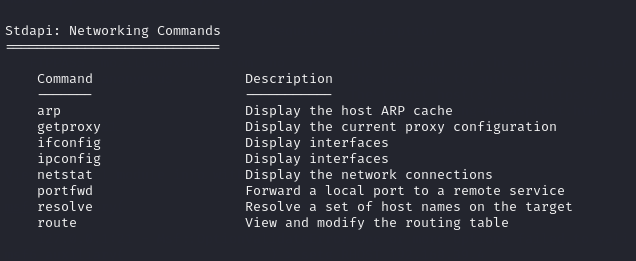 Stdapi: Networking Commands
===========================
Command Description
------- -----------
arp Display the host ARP cache
getproxy Display the current proxy configuration
ifconfig Display interfaces
ipconfig Display interfaces
netstat Display the network connections
portfwd Forward a local port to a remote service
resolve Resolve a set of host names on the target
route View and modify the routing table